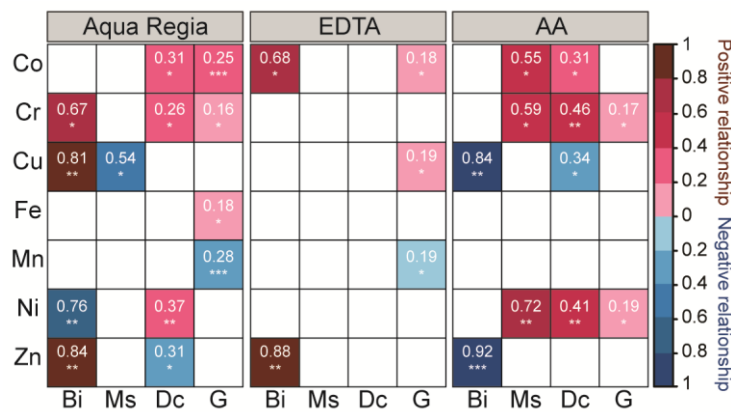 Aqua Regia EDTA AA
Co 0.31 0.25 0.68 0.18 0.55 0.31
* *** * * * *
Cr 0.67 0.26 0.16 0.59 0.46 0.17
* * * * ** *
Cu 0.81 0.54 0.19 0.84 0.34
** * * ** *
Fe 0.18
*
Mn 0.28 0.19
*** *
Ni 0.76 0.37 0.72 0.41 0.19
** ** ** ** *
Zn 0.84 0.31 0.88 0.92
** * ** ***
Bi Ms Dc G Bi Ms Dc G Bi Ms Dc G
1
0.8
0.6
0.4
0.2
0
0.2
0.4
0.6
0.8
1
Positive relationship
Negative relationship